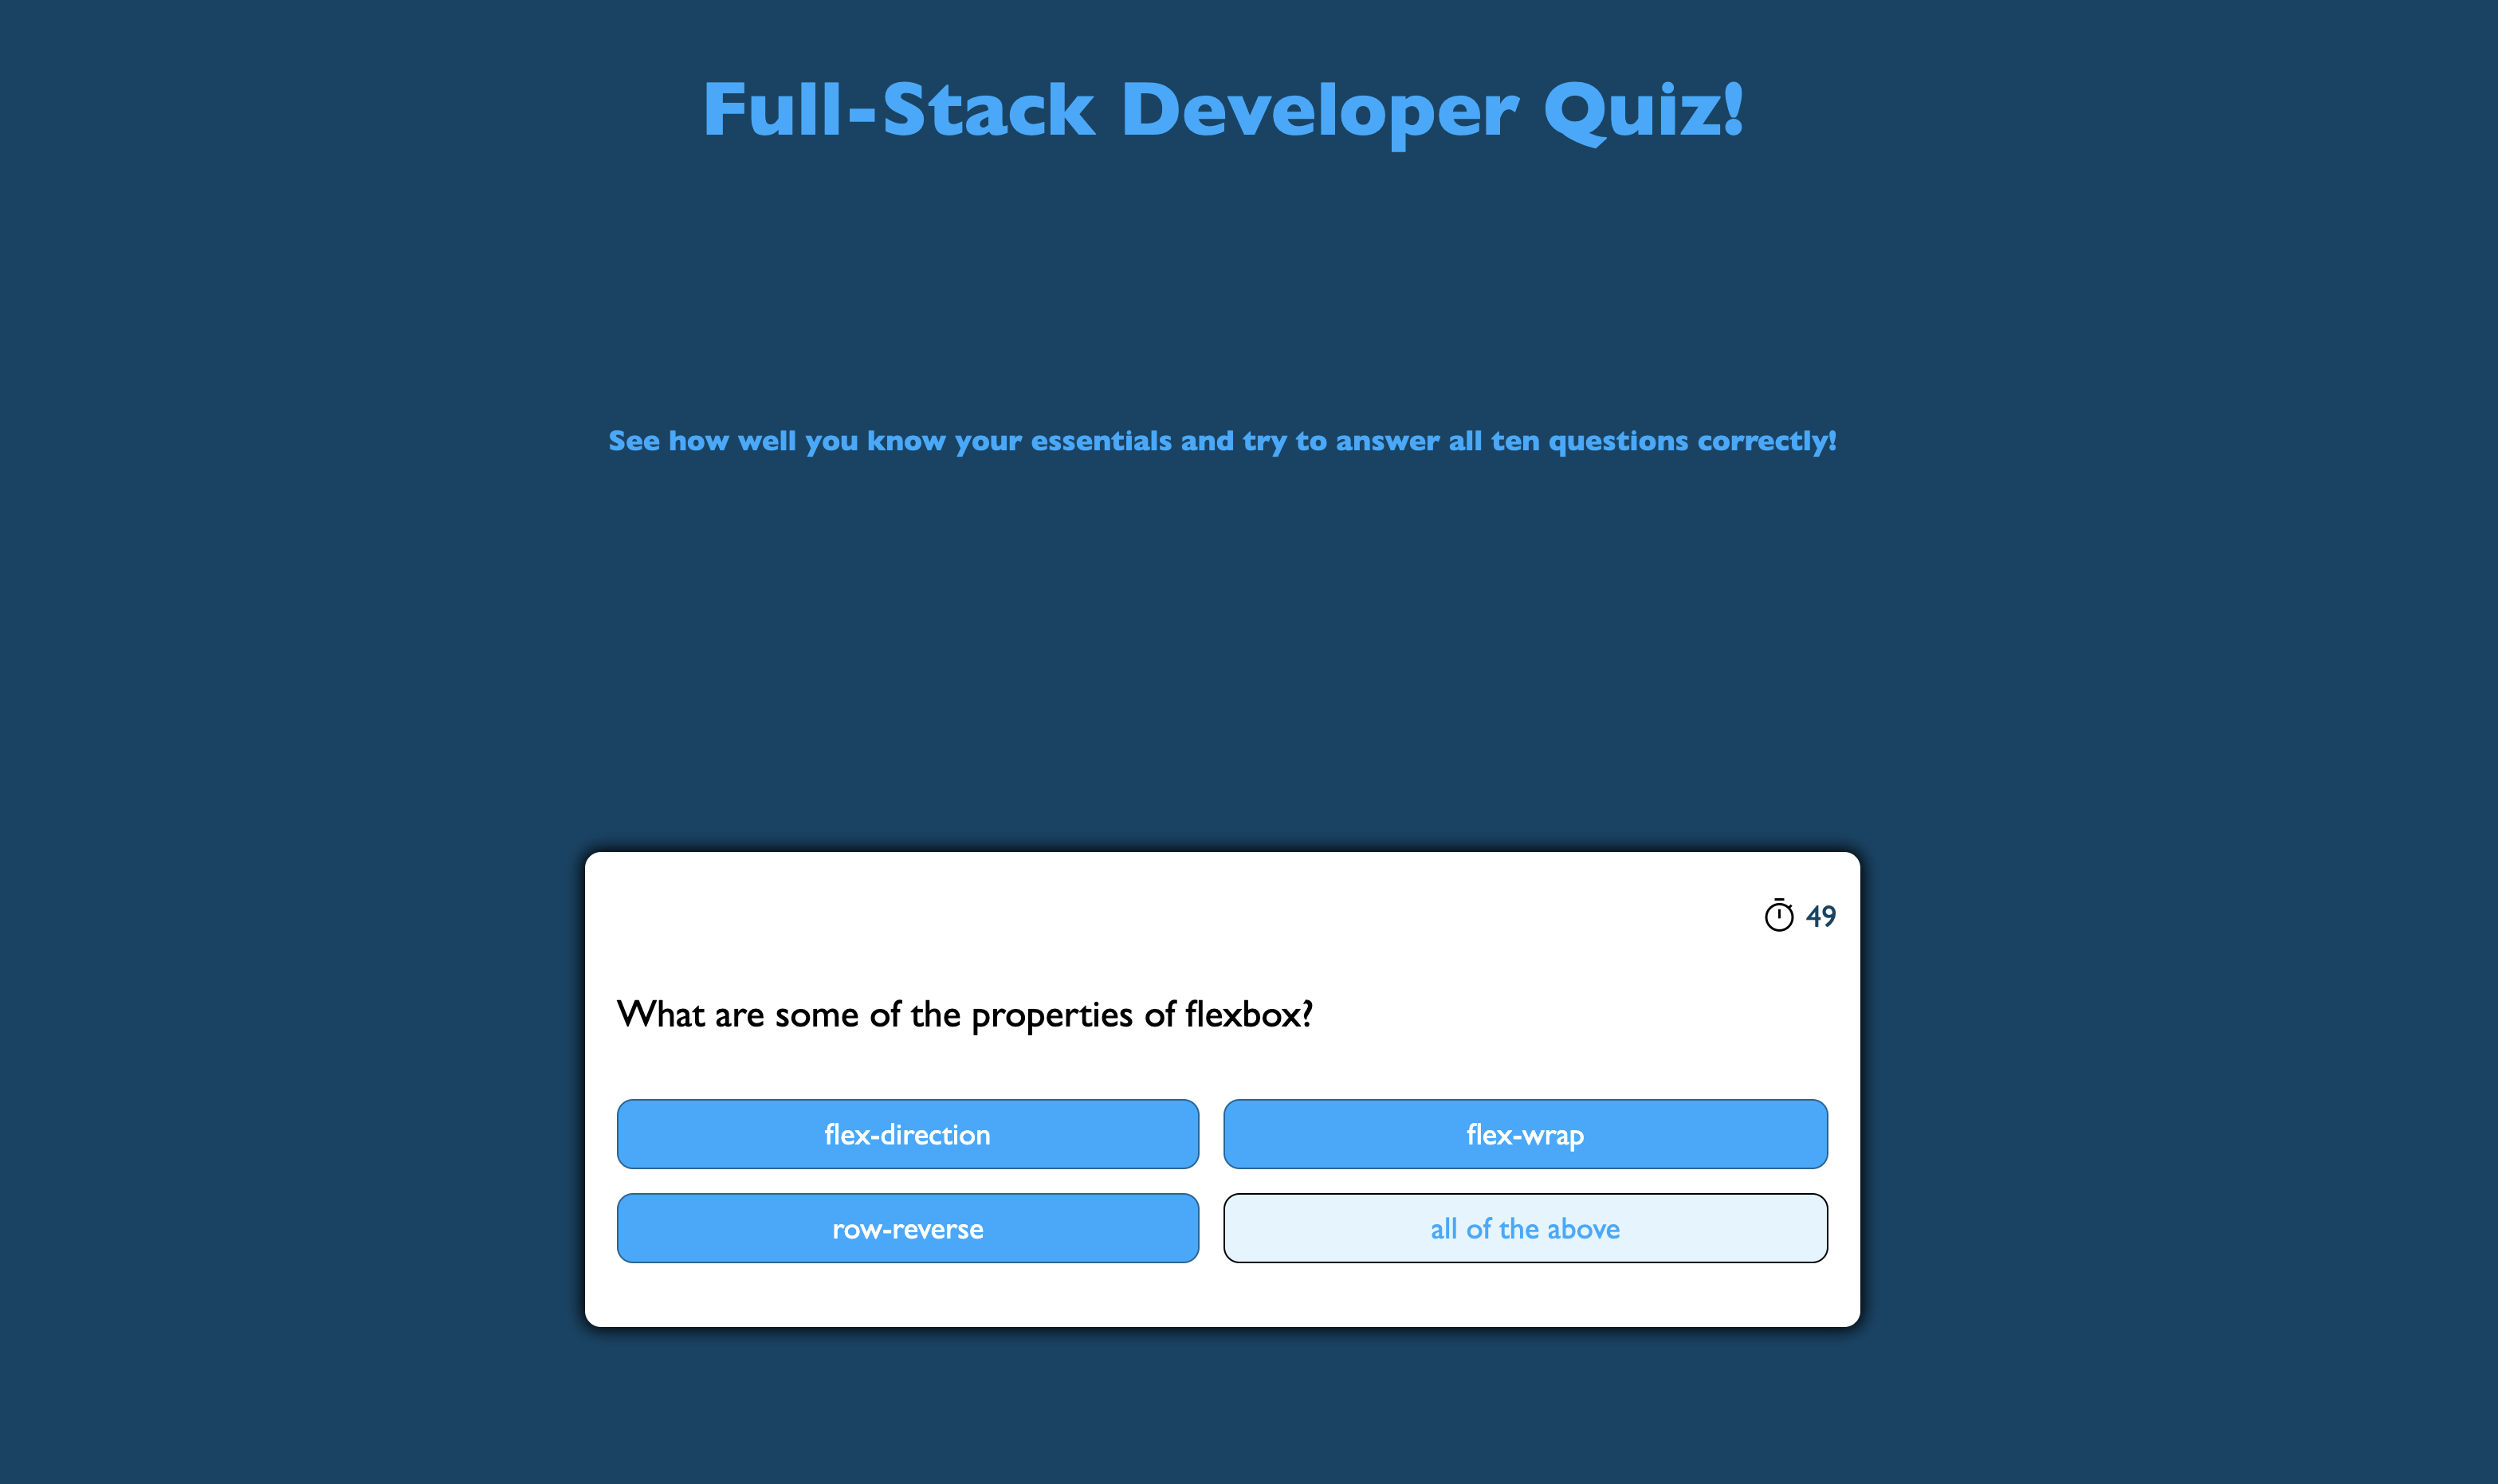 Full-Stack Developer Quiz!
See how well you know your essentials and try to answer all ten questions correctly!
49
What are some of the properties of flexbox?
flex-direction
flex-wrap
row-reverse
all of the above